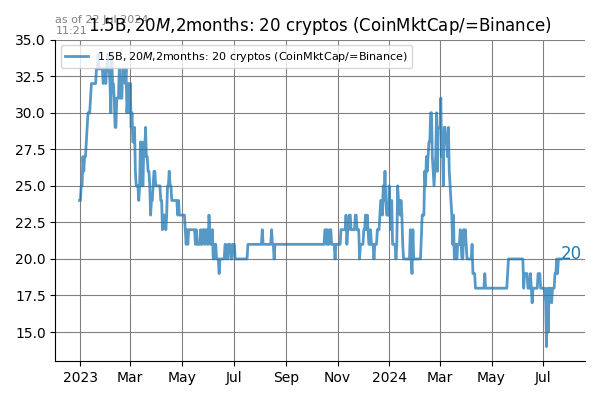 as of 22 Jul 2024
11:21
1.5B,20M,2months: 20 cryptos (CoinMktCap/=Binance)
1.5B,20M,2months: 20 cryptos (CoinMktCap/=Binance)
35.0
32.5
30.0
27.5
25.0
22.5
20.0
17.5
15.0
20
2023 Mar May Jul Sep Nov 2024 Mar May Jul